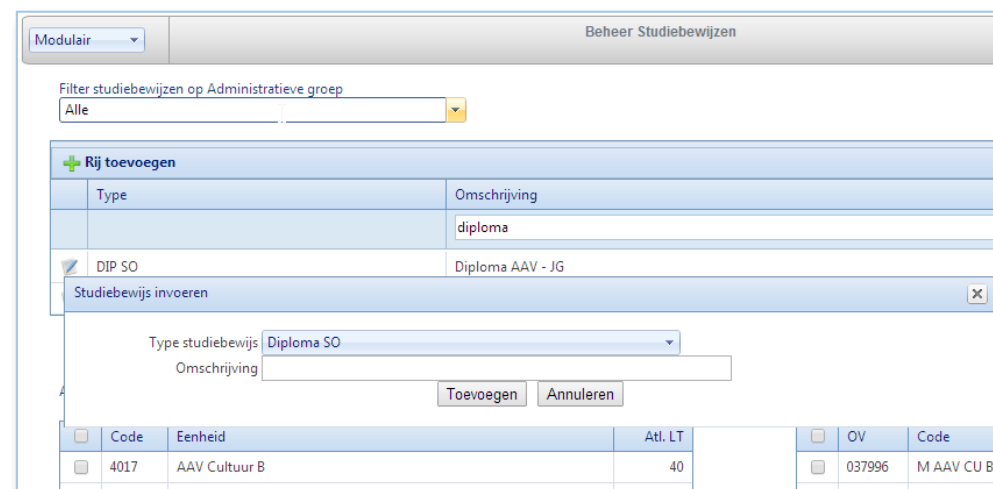 Modulair
Beheer Studiebewijzen
Filter studiebewijzen op Administratieve groep
Alle
Rij toevoegen
Type Omschrijving
diploma
DIP SO Diploma AAV - JG
Studiebewijs invoeren
Type studiebewijs Diploma SO
Omschrijving
Toevoegen Annuleren
Code Eenheid Atl. LT OV Code
4017 AAV Cultuur B 40 037996 M AAV CU B